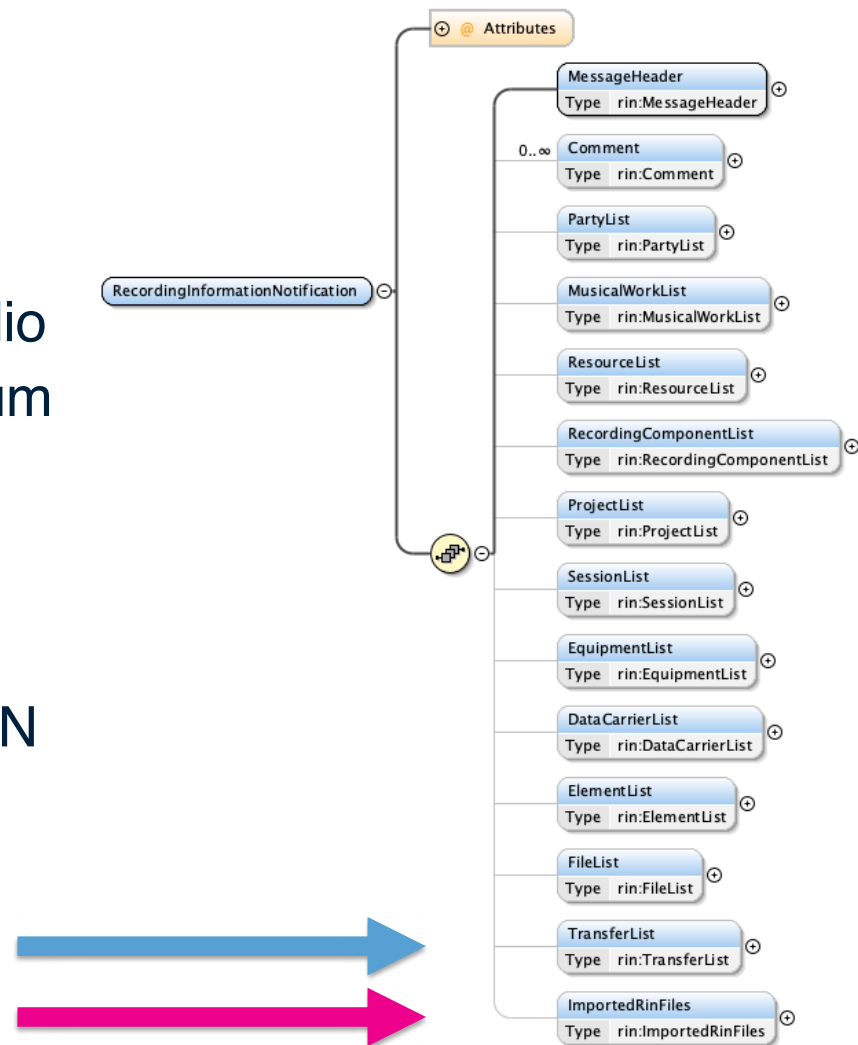 + @ Attributes
MessageHeader
Type rin:MessageHeader
0..∞
Comment
Type rin:Comment
PartyList
Type rin:PartyList
RecordingInformationNotification
MusicalWorkList
Type rin:MusicalWorkList
dio
ResourceList
Type rin:ResourceList
um
RecordingComponentList
Type rin:RecordingComponentList
ProjectList
Type rin:ProjectList
SessionList
Type rin:SessionList
EquipmentList
Type rin:EquipmentList
N
DataCarrierList
Type rin:DataCarrierList
ElementList
Type rin:ElementList
FileList
Type rin:FileList
TransferList
Type rin:TransferList
ImportedRinFiles
Type rin:ImportedRinFiles